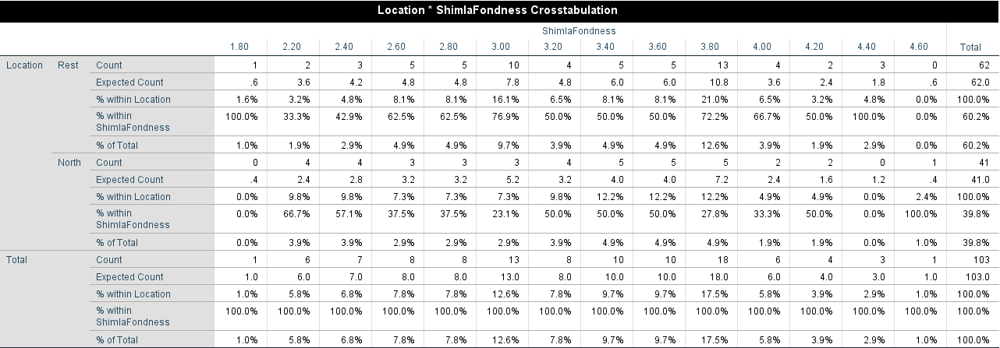 Location * ShimlaFondness Crosstabulation
ShimlaFondness
1.80 2.20 2.40 2.60 2.80 3.00 3.20 3.40 3.60 3.80 4.00 4.20 4.40 4.60 Total
Location Rest Count 1 2 3 5 5 10 4 5 5 13 4 2 3 0 62
Expected Count .6 3.6 4.2 4.8 4.8 7.8 4.8 6.0 6.0 10.8 3.6 2.4 1.8 .6 62.0
% within Location 1.6% 3.2% 4.8% 8.1% 8.1% 16.1% 6.5% 8.1% 8.1% 21.0% 6.5% 3.2% 4.8% 0.0% 100.0%
% within 100.0% 33.3% 42.9% 62.5% 62.5% 76.9% 50.0% 50.0% 50.0% 72.2% 66.7% 50.0% 100.0% 0.0% 60.2%
ShimlaFondness
% of Total 1.0% 1.9% 2.9% 4.9% 4.9% 9.7% 3.9% 4.9% 4.9% 12.6% 3.9% 1.9% 2.9% 0.0% 60.2%
North Count 0 4 4 3 3 3 4 5 5 5 2 2 0 1 41
Expected Count .4 2.4 2.8 3.2 3.2 5.2 3.2 4.0 4.0 7.2 2.4 1.6 1.2 .4 41.0
% within Location 0.0% 9.8% 9.8% 7.3% 7.3% 7.3% 9.8% 12.2% 12.2% 12.2% 4.9% 4.9% 0.0% 2.4% 100.0%
% within 0.0% 66.7% 57.1% 37.5% 37.5% 23.1% 50.0% 50.0% 50.0% 27.8% 33.3% 50.0% 0.0% 100.0% 39.8%
ShimlaFondness
% of Total 0.0% 3.9% 3.9% 2.9% 2.9% 2.9% 3.9% 4.9% 4.9% 4.9% 1.9% 1.9% 0.0% 1.0% 39.8%
Total Count 1 6 7 8 8 13 8 10 10 18 6 4 3 1 103
Expected Count 1.0 6.0 7.0 8.0 8.0 13.0 8.0 10.0 10.0 18.0 6.0 4.0 3.0 1.0 103.0
% within Location 1.0% 5.8% 6.8% 7.8% 7.8% 12.6% 7.8% 9.7% 9.7% 17.5% 5.8% 3.9% 2.9% 1.0% 100.0%
% within 100.0% 100.0% 100.0% 100.0% 100.0% 100.0% 100.0% 100.0% 100.0% 100.0% 100.0% 100.0% 100.0% 100.0% 100.0%
ShimlaFondness
% of Total 1.0% 5.8% 6.8% 7.8% 7.8% 12.6% 7.8% 9.7% 9.7% 17.5% 5.8% 3.9% 2.9% 1.0% 100.0%